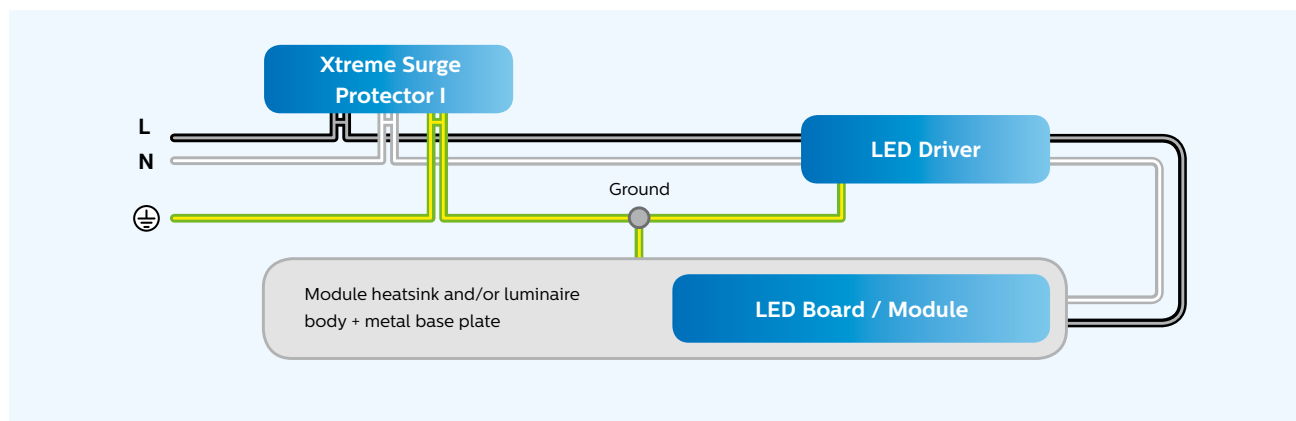 Xtreme Surge
Protector I
L
N
LED Driver
Ground
Module heatsink and/or luminaire
body + metal base plate
LED Board / Module